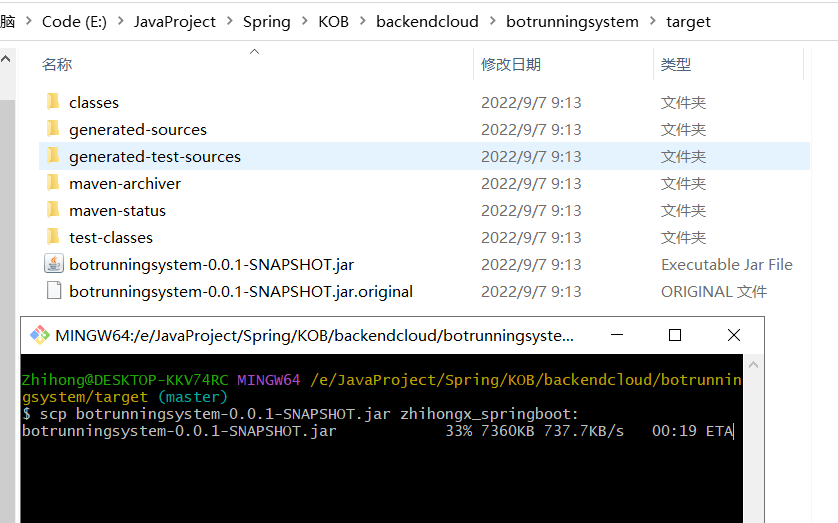 脑 > Code (E:) > JavaProject > Spring > KOB > backendcloud > botrunningsystem > target
名称 修改日期 类型
classes 2022/9/7 9:13 文件夹
generated-sources 2022/9/7 9:13 文件夹
generated-test-sources 2022/9/7 9:13 文件夹
maven-archiver 2022/9/7 9:13 文件夹
maven-status 2022/9/7 9:13 文件夹
test-classes 2022/9/7 9:13 文件夹
botrunningsystem-0.0.1-SNAPSHOT.jar 2022/9/7 9:13 Executable Jar File
botrunningsystem-0.0.1-SNAPSHOT.jar.original 2022/9/7 9:13 ORIGINAL 文件
MINGW64:/e/JavaProject/Spring/KOB/backendcloud/botrunningsyste...
Zhihong@DESKTOP-KKV74RC MINGW64 /e/JavaProject/Spring/KOB/backendcloud/botrunnin
gsystem/target (master)
$ scp botrunningsystem-0.0.1-SNAPSHOT.jar zhihongx_springboot:
botrunningsystem-0.0.1-SNAPSHOT.jar 33% 7360KB 737.7KB/s 00:19 ETA